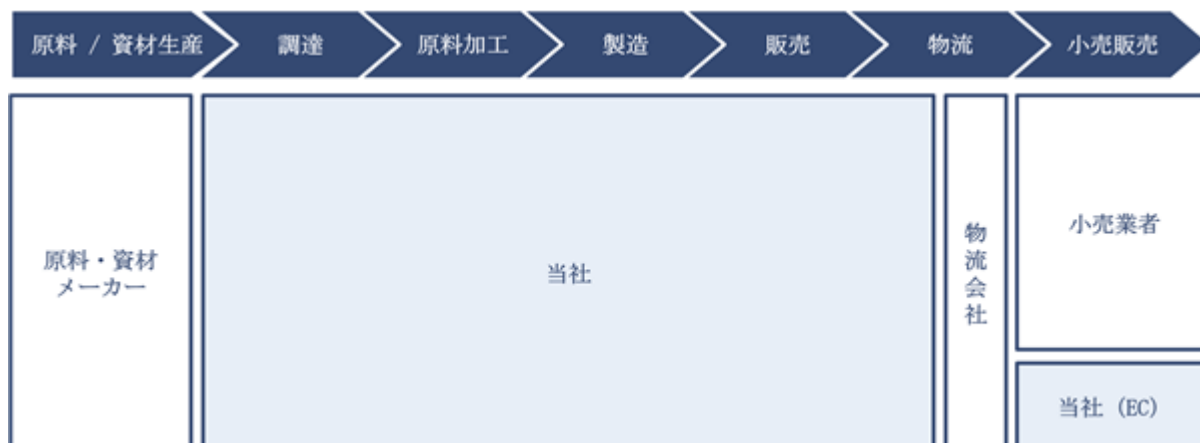 原料 / 資材生産
調達
原料加工
製造
販売
物流
小売販売
原料・資材
メーカー
当社
物
流
会
社
小売業者
当社 (EC)